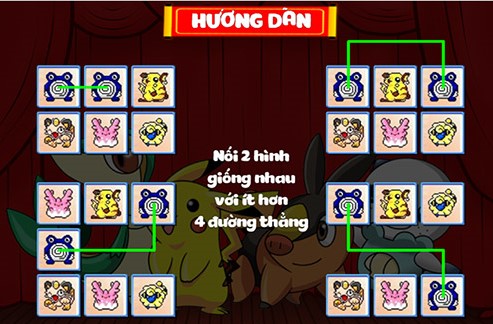 HƯỚNG DẪN
Nối 2 hình
giống nhau
với ít hơn
4 đường thẳng